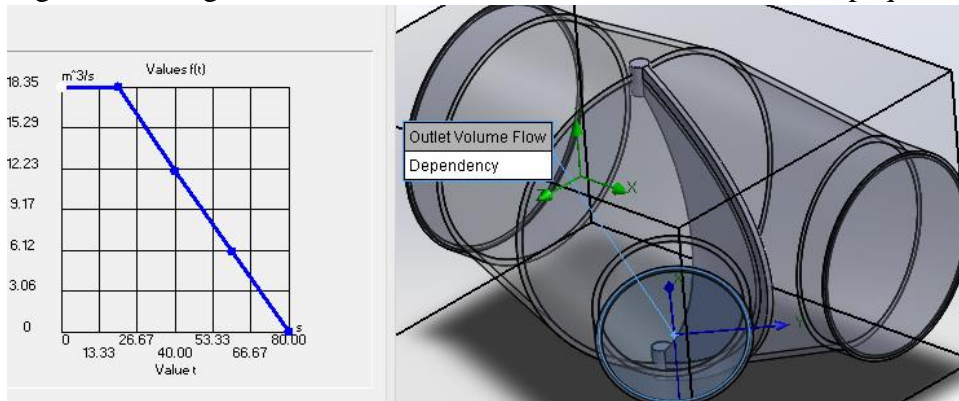 Values f(t)
m^3/s
18.35
15.29
12.23
9.17
6.12
3.06
0
0 26.67 53.33 80.00 s
13.33 40.00 66.67
Value t
Outlet Volume Flow
Dependency
X
Y